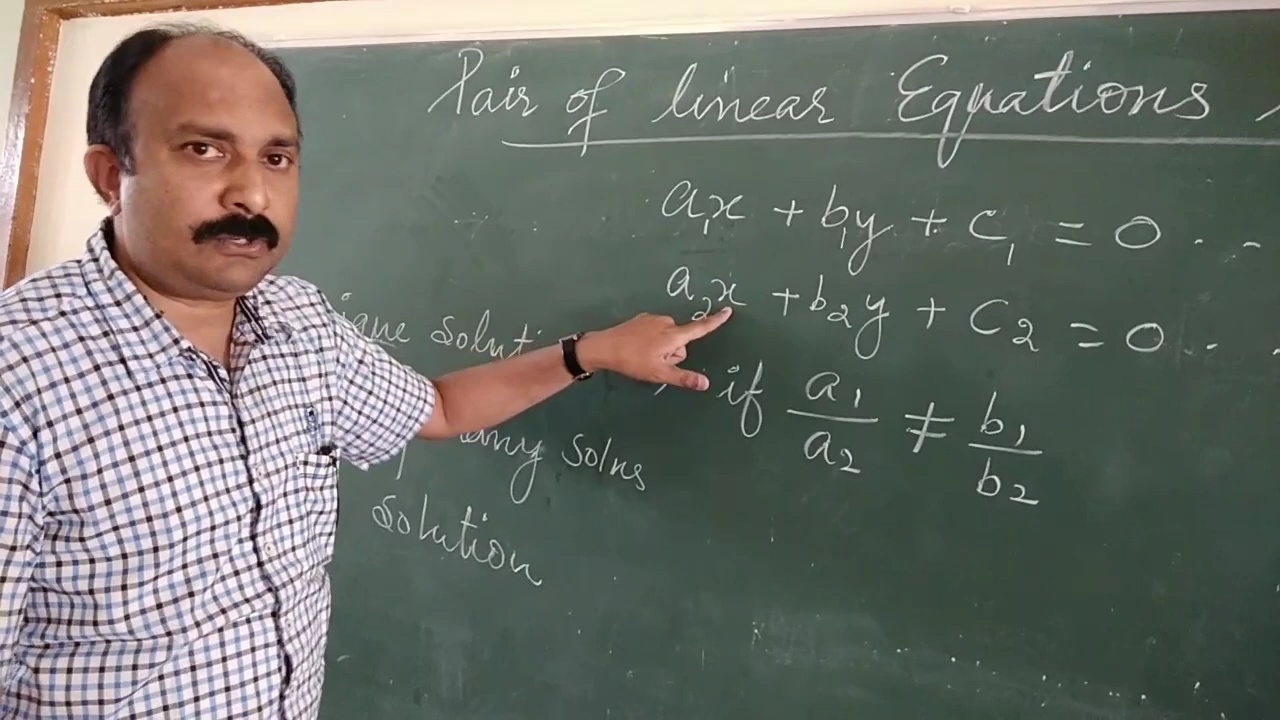 Pair of linear Equations
a₁x + b₁y + c₁ = 0 . .
a₂x + b₂y + c₂ = 0 . .
solut
if a₁/a₂ ≠ b₁/b₂
solns
solution